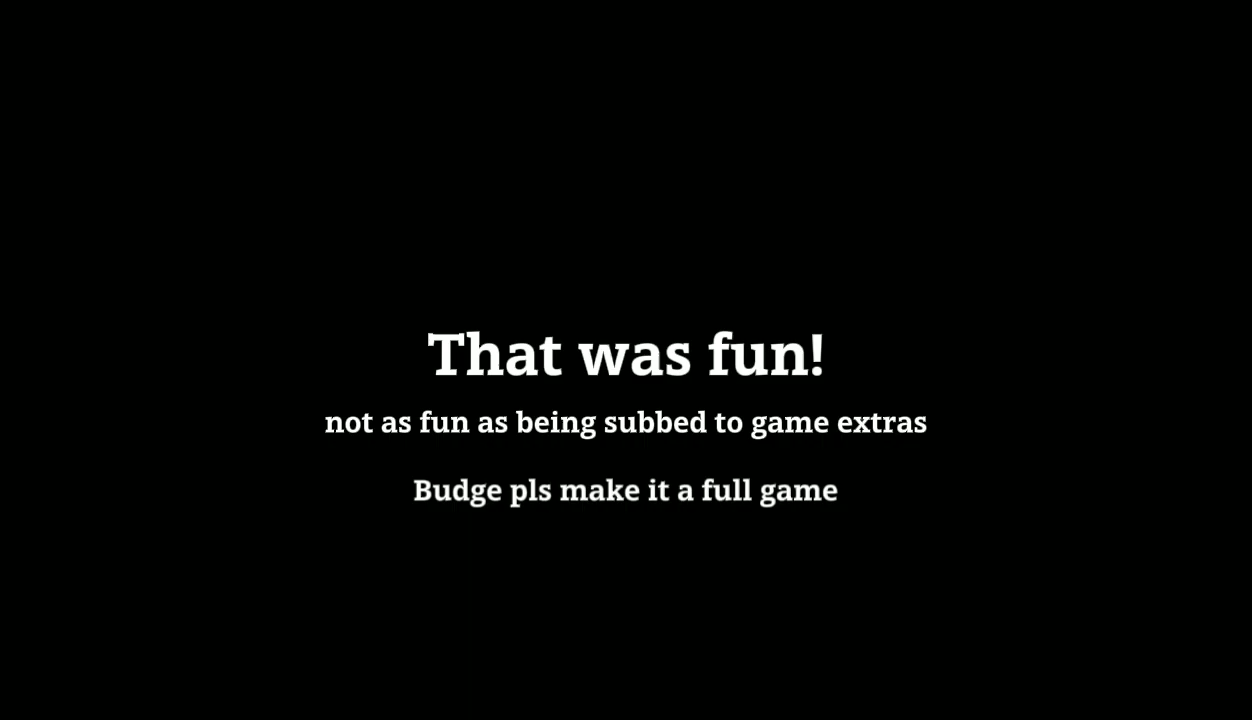 That was fun!
not as fun as being subbed to game extras
Budge pls make it a full game